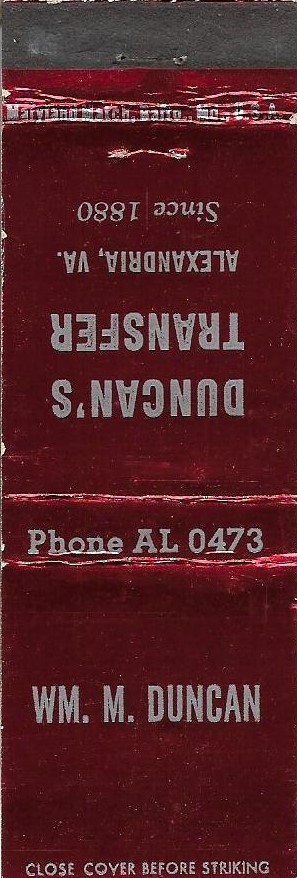 Maryland Match, Balto., Md., U.S.A.
DUNCAN'S
TRANSFER
ALEXANDRIA, VA.
Since 1880
Phone AL 0473
WM. M. DUNCAN
CLOSE COVER BEFORE STRIKING